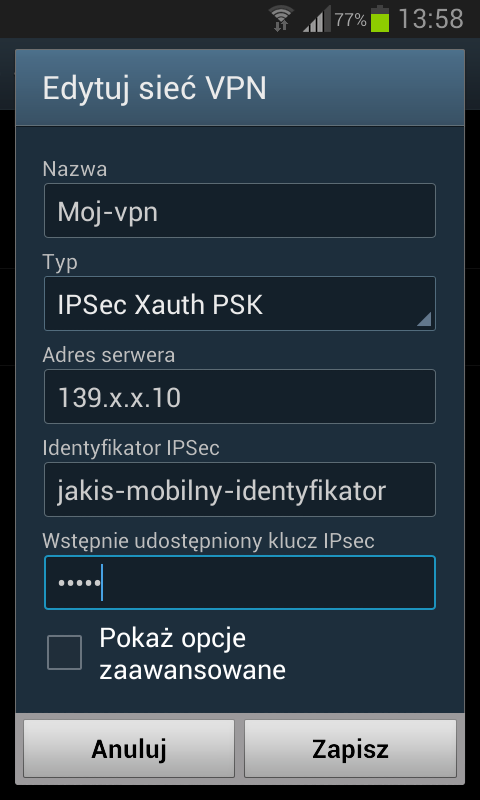 77% 13:58
Edytuj sieć VPN
Nazwa
Moj-vpn
Typ
IPSec Xauth PSK
Adres serwera
139.x.x.10
Identyfikator IPSec
jakis-mobilny-identyfikator
Wstępnie udostępniony klucz IPsec
•••••
Pokaż opcje
zaawansowane
Anuluj Zapisz